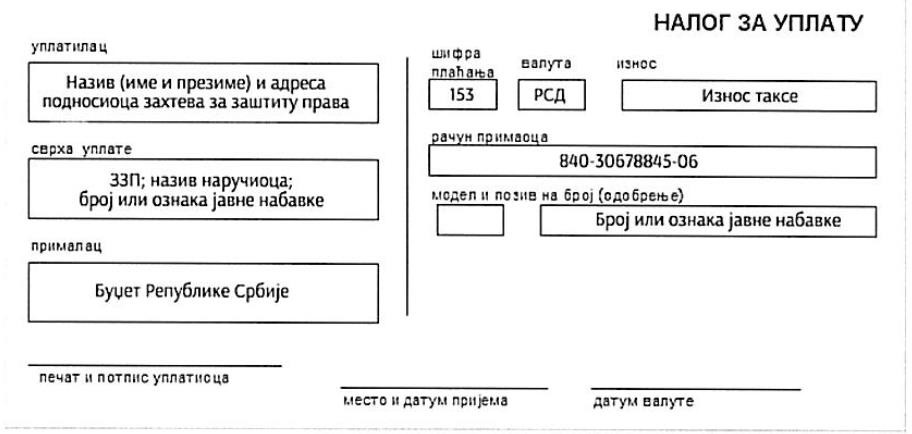 НАЛОГ ЗА УПЛАТУ
уплатилац
Назив (име и презиме) и адреса
подносиоца захтева за заштиту права
сврха уплате
ЗЗП; назив наручиоца;
број или ознака јавне набавке
прималац
Буџет Републике Србије
печат и потпис уплатиоца
шифра
плаћања
валута
износ
153
РСД
Износ таксе
рачун примаоца
840-30678845-06
модел и позив на број (одобрење)
Број или ознака јавне набавке
место и датум пријема
датум валуте